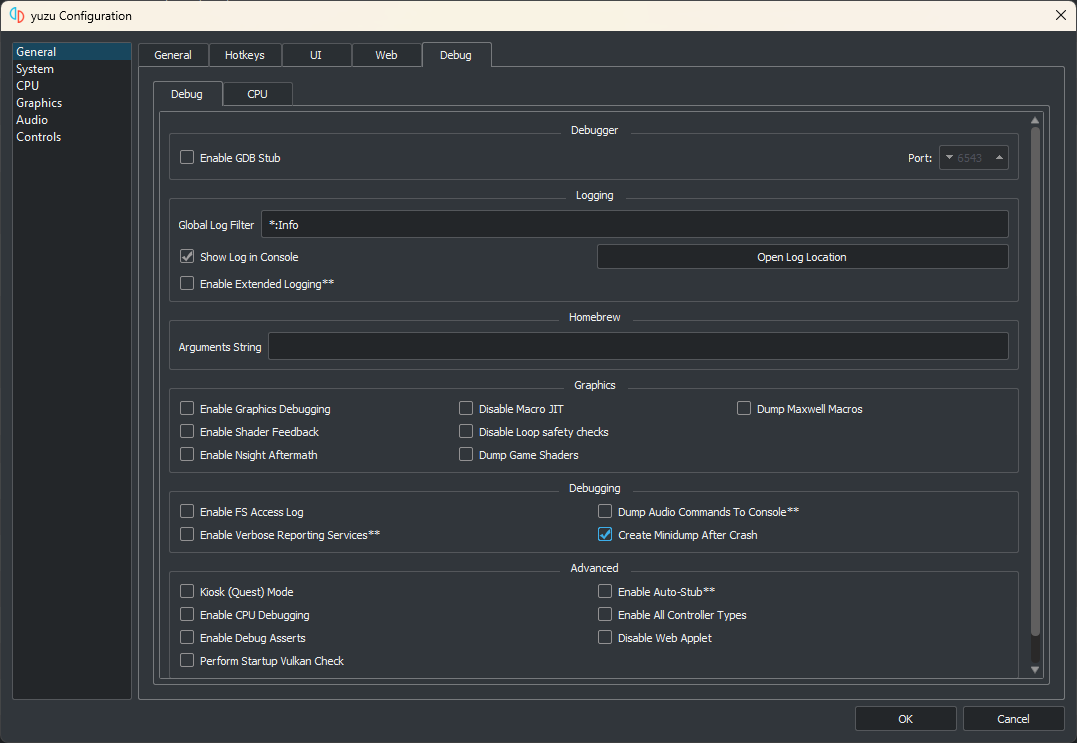 yuzu Configuration
General
System
CPU
Graphics
Audio
Controls
General Hotkeys UI Web Debug
Debug CPU
Debugger
Enable GDB Stub Port: 6543
Logging
Global Log Filter *:Info
Show Log in Console Open Log Location
Enable Extended Logging**
Homebrew
Arguments String
Graphics
Enable Graphics Debugging Disable Macro JIT Dump Maxwell Macros
Enable Shader Feedback Disable Loop safety checks
Enable Nsight Aftermath Dump Game Shaders
Debugging
Enable FS Access Log Dump Audio Commands To Console**
Enable Verbose Reporting Services** Create Minidump After Crash
Advanced
Kiosk (Quest) Mode Enable Auto-Stub**
Enable CPU Debugging Enable All Controller Types
Enable Debug Asserts Disable Web Applet
Perform Startup Vulkan Check
OK Cancel